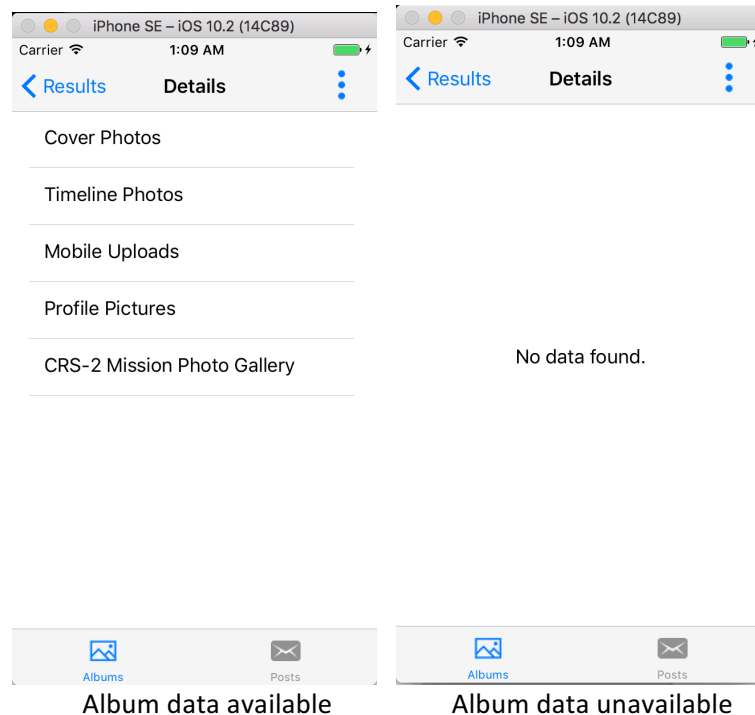 iPhone SE – iOS 10.2 (14C89)
Carrier 1:09 AM
Results Details
Cover Photos
Timeline Photos
Mobile Uploads
Profile Pictures
CRS-2 Mission Photo Gallery
Albums Posts
Album data available
iPhone SE – iOS 10.2 (14C89)
Carrier 1:09 AM
Results Details
No data found.
Albums Posts
Album data unavailable